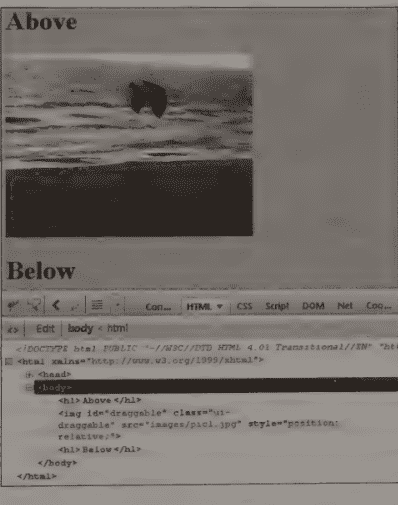 Above
Below
Con... HTML ▾ CSS Script DOM Net Coo...
Edit body < html
<!DOCTYPE html PUBLIC "-//W3C//DTD HTML 4.01 Transitional//EN" "ht
<html xmlns="http://www.w3.org/1999/xhtml">
<head>
<body>
<h1>Above</h1>
<img id="draggable" class="ui-
draggable" src="images/pic1.jpg" style="position:
relative;">
<h1>Below</h1>
</body>
</html>